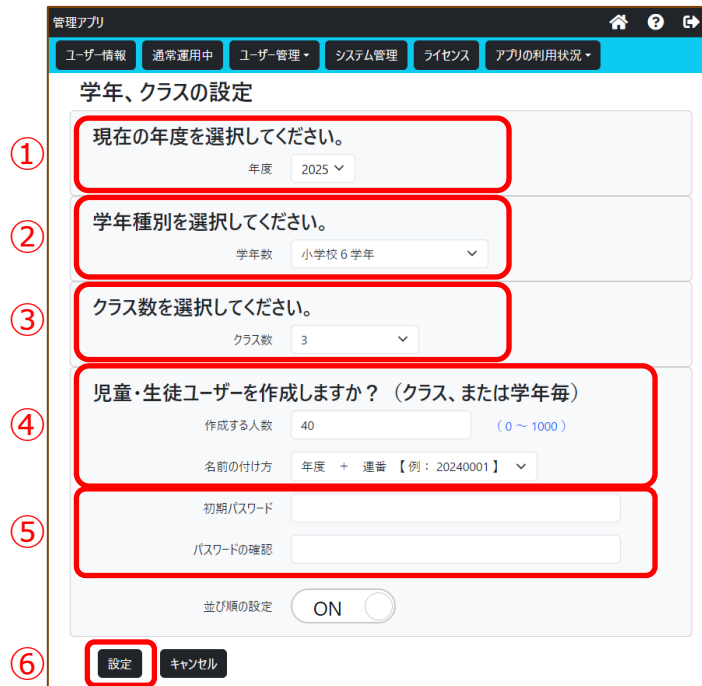 管理アプリ
ユーザー情報 通常運用中 ユーザー管理 システム管理 ライセンス アプリの利用状況
学年、クラスの設定
① 現在の年度を選択してください。
年度 2025
② 学年種別を選択してください。
学年数 小学校6学年
③ クラス数を選択してください。
クラス数 3
④ 児童・生徒ユーザーを作成しますか？（クラス、または学年毎）
作成する人数 40 （0 ～ 1000）
名前の付け方 年度 + 連番 【例：20240001】
⑤ 初期パスワード
パスワードの確認
並び順の設定 ON
⑥ 設定 キャンセル